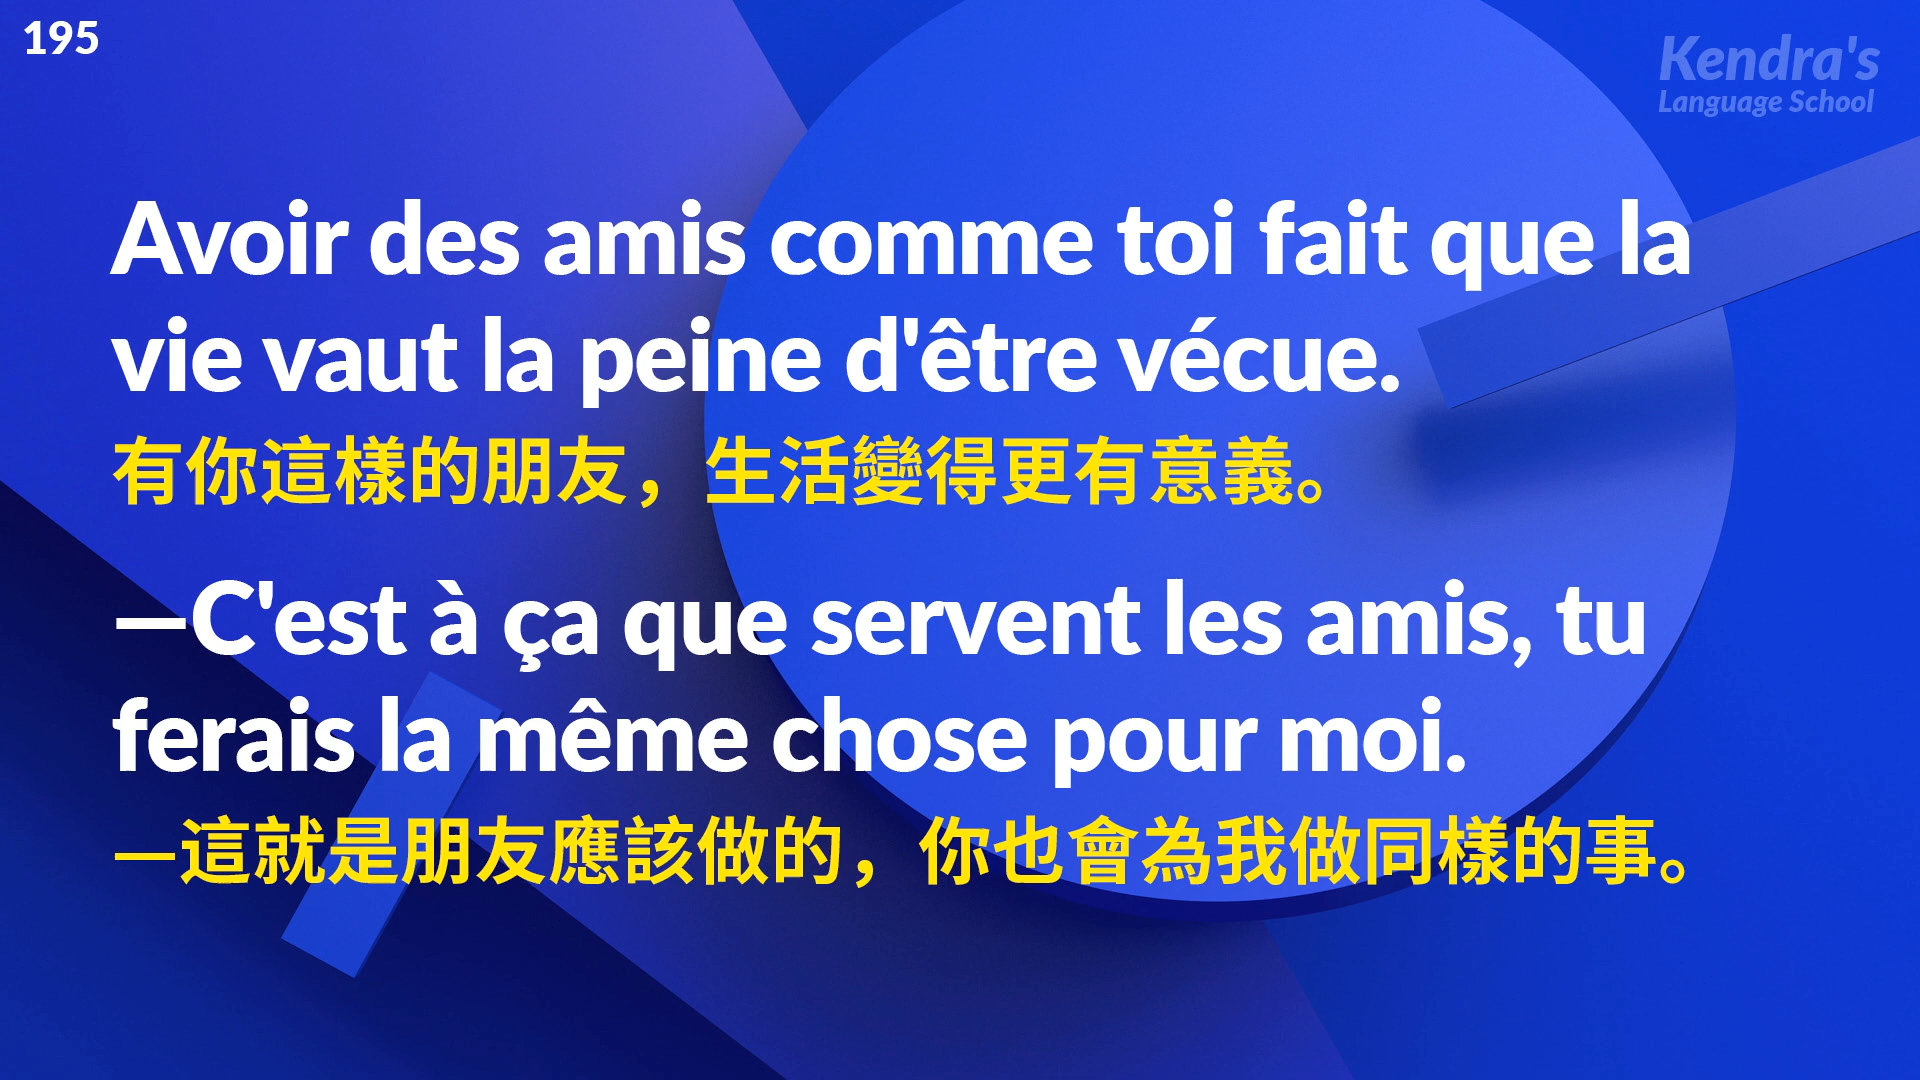 195
Kendra's
Language School
Avoir des amis comme toi fait que la
vie vaut la peine d'être vécue.
有你這樣的朋友，生活變得更有意義。
—C'est à ça que servent les amis, tu
ferais la même chose pour moi.
—這就是朋友應該做的，你也會為我做同樣的事。